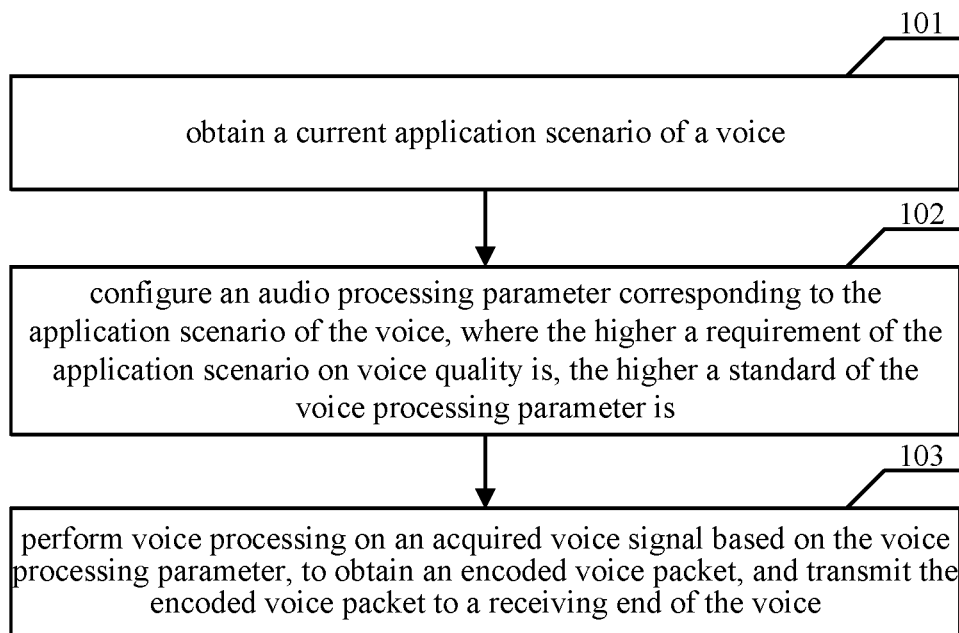 101
obtain a current application scenario of a voice
102
configure an audio processing parameter corresponding to the
application scenario of the voice, where the higher a requirement of the
application scenario on voice quality is, the higher a standard of the
voice processing parameter is
103
perform voice processing on an acquired voice signal based on the voice
processing parameter, to obtain an encoded voice packet, and transmit the
encoded voice packet to a receiving end of the voice